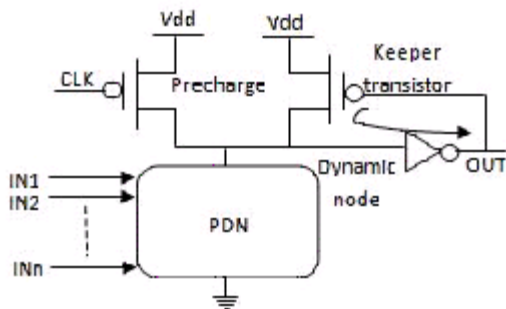 Vdd
Vdd
Keeper
transistor
CLK
Precharge
OUT
Dynamic
node
IN1
IN2
PDN
INn